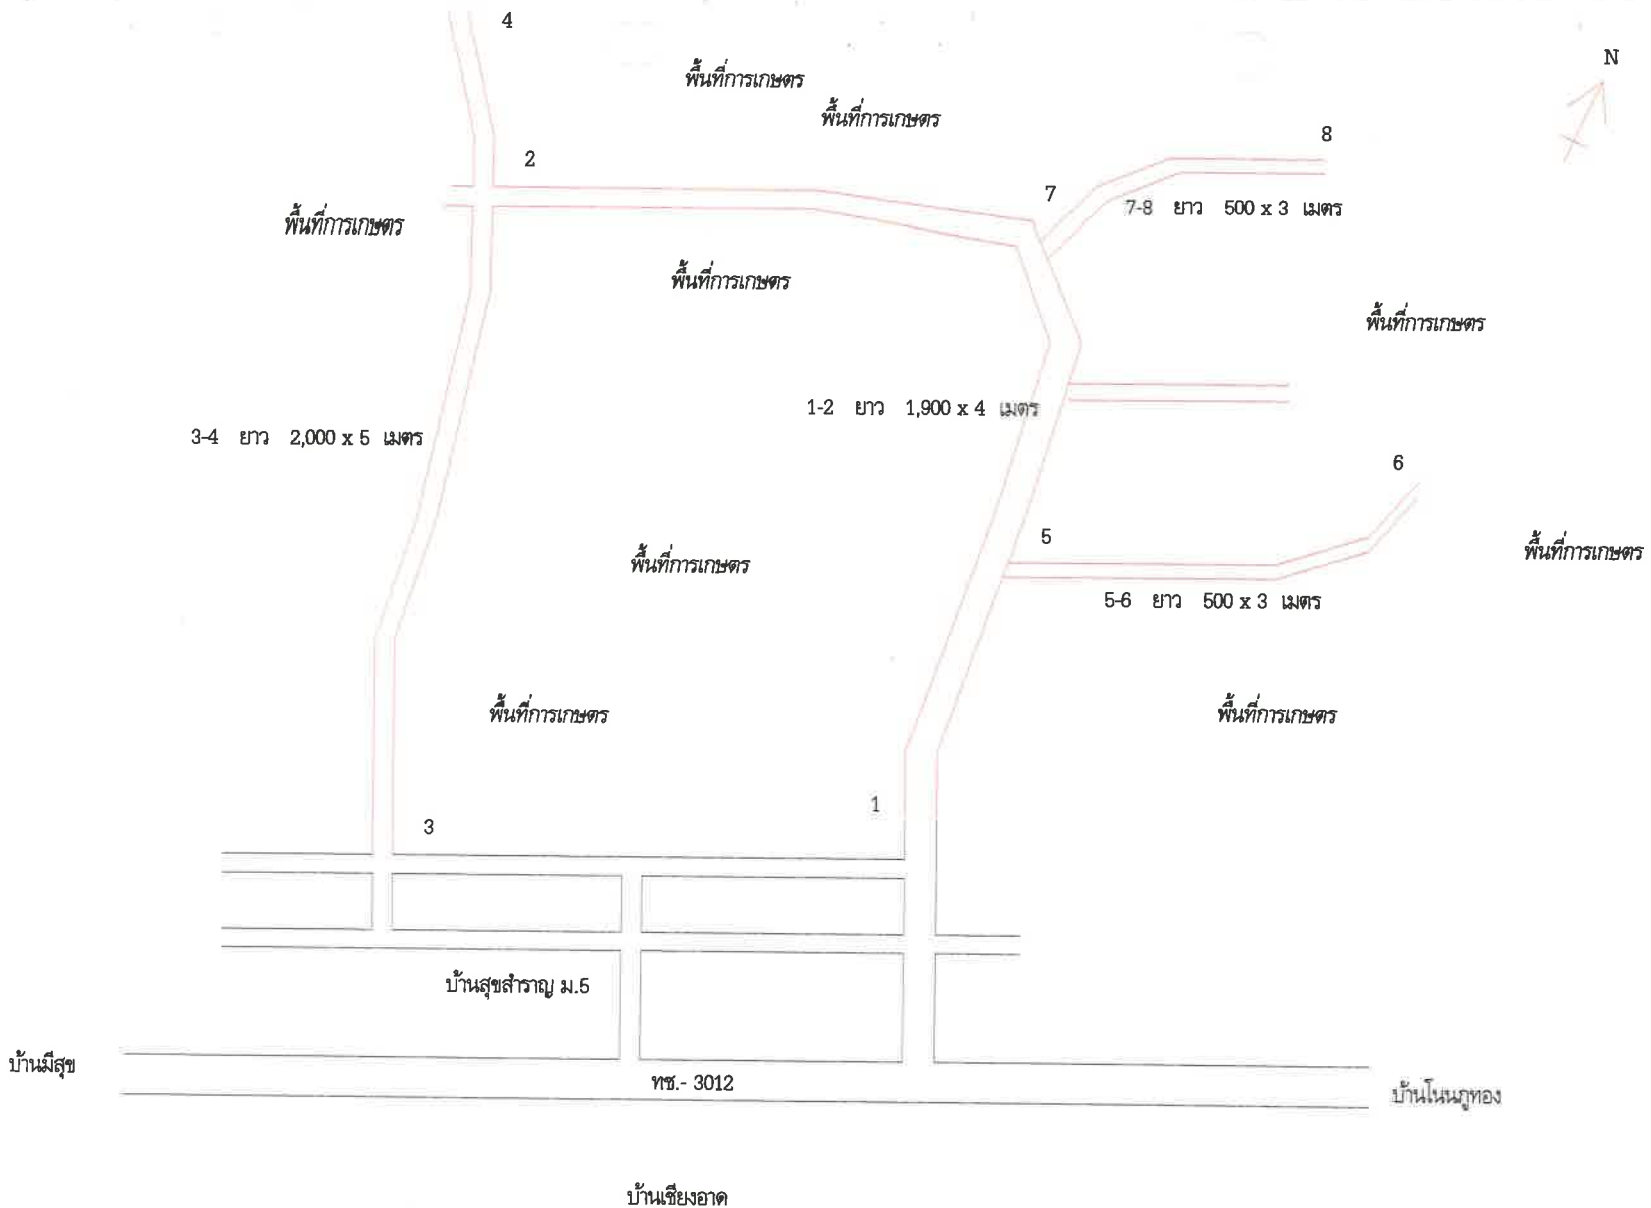 4
N
พื้นที่การเกษตร
พื้นที่การเกษตร
8
2
7
7-8 ยาว 500 x 3 เมตร
พื้นที่การเกษตร
พื้นที่การเกษตร
พื้นที่การเกษตร
1-2 ยาว 1,900 x 4 เมตร
3-4 ยาว 2,000 x 5 เมตร
6
5
พื้นที่การเกษตร
พื้นที่การเกษตร
5-6 ยาว 500 x 3 เมตร
พื้นที่การเกษตร
พื้นที่การเกษตร
1
3
บ้านสุขสำราญ ม.5
บ้านมีสุข
ทช.- 3012
บ้านโนนภูทอง
บ้านเชียงอาด